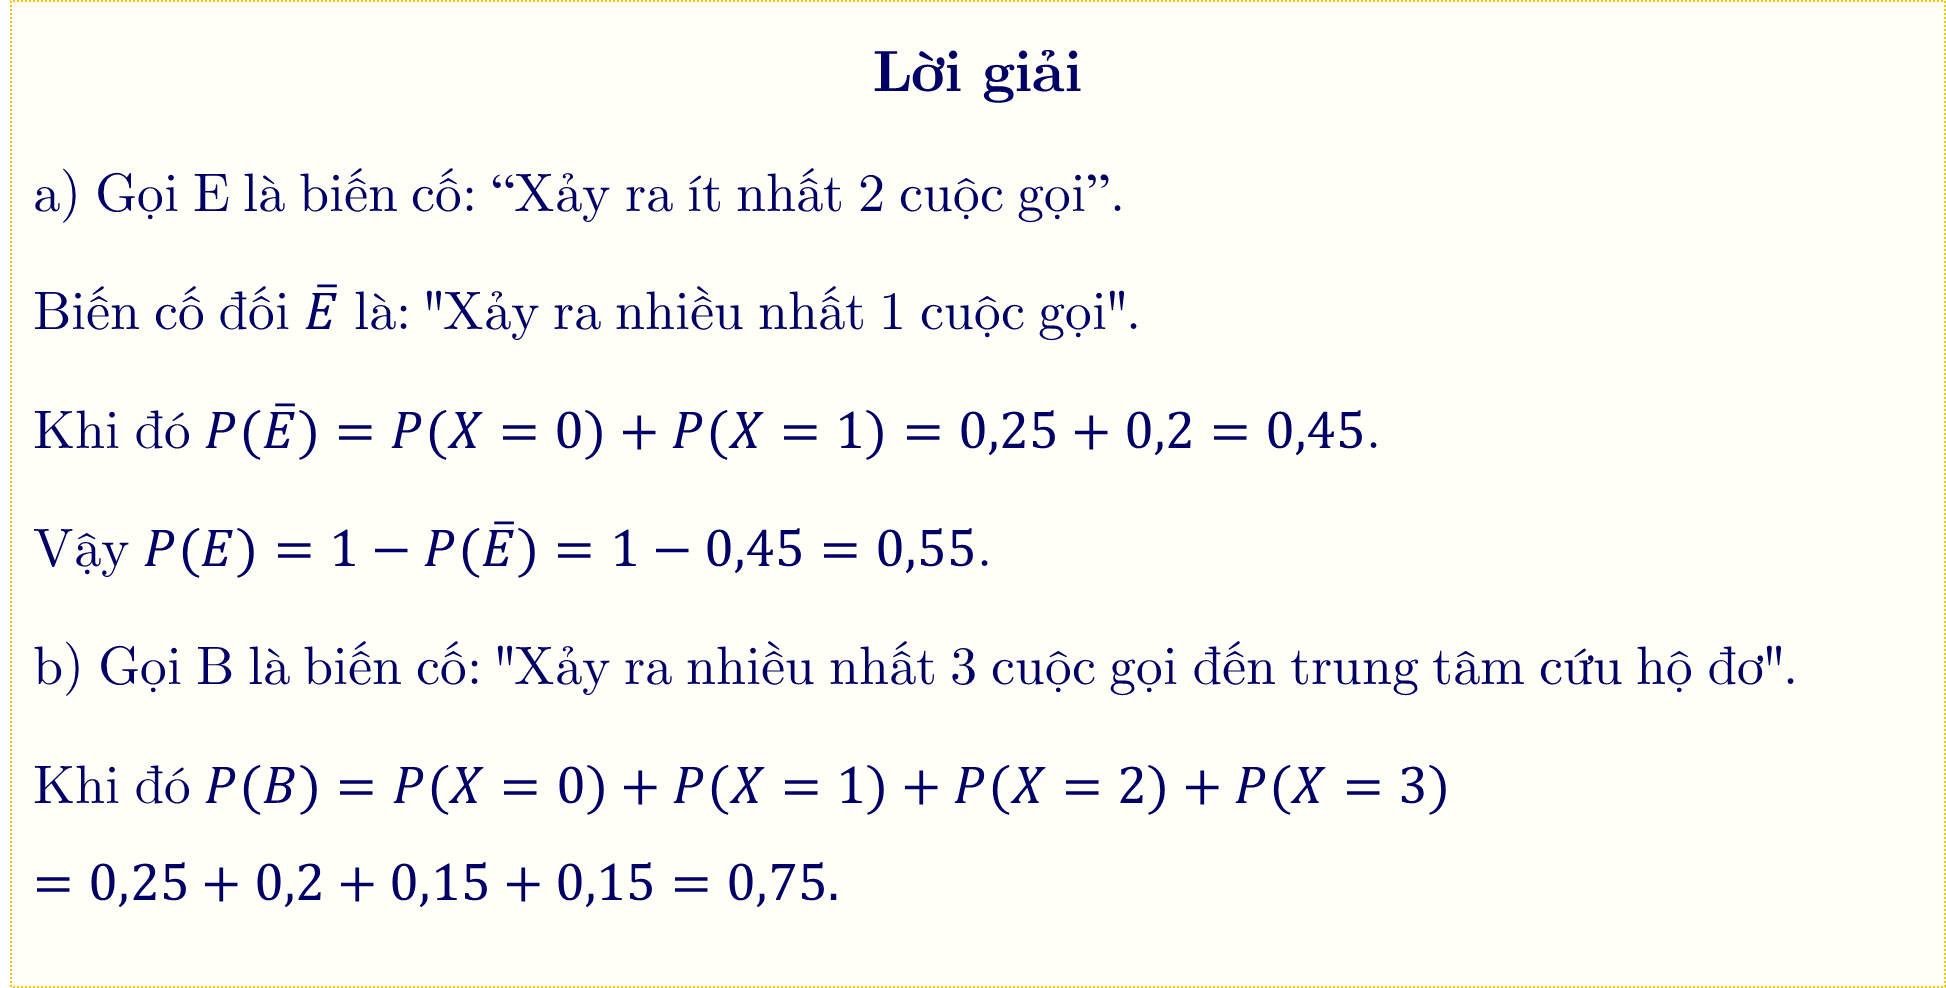 Lời giải
a) Gọi E là biến cố: “Xảy ra ít nhất 2 cuộc gọi”.
Biến cố đối Ē là: "Xảy ra nhiều nhất 1 cuộc gọi".
Khi đó P(Ē) = P(X = 0) + P(X = 1) = 0,25 + 0,2 = 0,45.
Vậy P(E) = 1 − P(Ē) = 1 − 0,45 = 0,55.
b) Gọi B là biến cố: "Xảy ra nhiều nhất 3 cuộc gọi đến trung tâm cứu hộ đơ".
Khi đó P(B) = P(X = 0) + P(X = 1) + P(X = 2) + P(X = 3)
= 0,25 + 0,2 + 0,15 + 0,15 = 0,75.